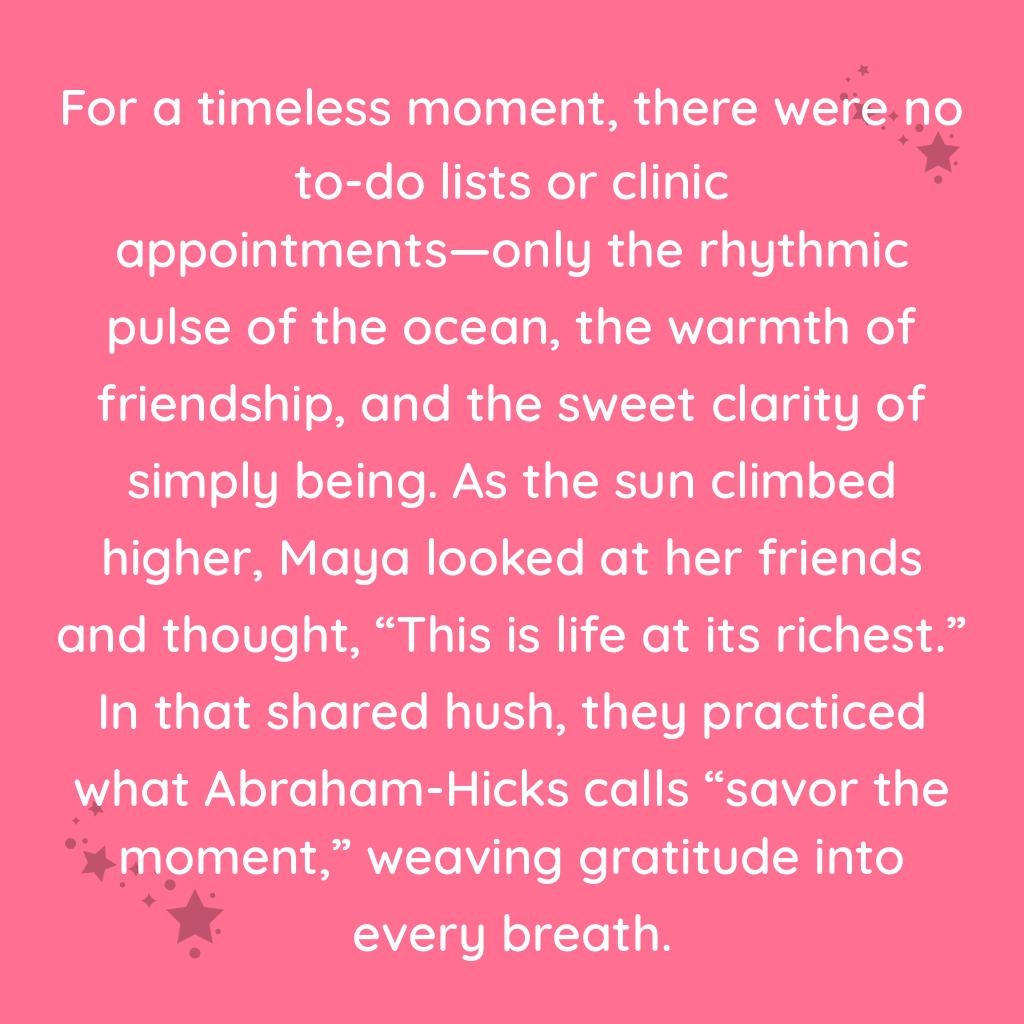 For a timeless moment, there were no
to-do lists or clinic
appointments—only the rhythmic
pulse of the ocean, the warmth of
friendship, and the sweet clarity of
simply being. As the sun climbed
higher, Maya looked at her friends
and thought, “This is life at its richest.”
In that shared hush, they practiced
what Abraham-Hicks calls “savor the
moment,” weaving gratitude into
every breath.